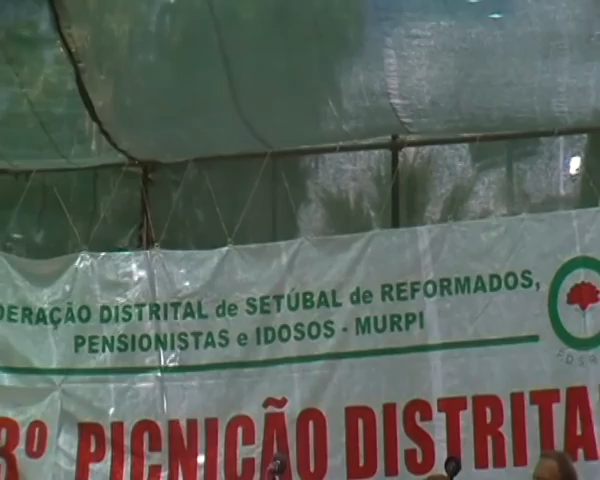 DERAÇÃO DISTRITAL de SETÚBAL de REFORMADOS,
PENSIONISTAS e IDOSOS - MURPI
3º PICNICÃO DISTRITA